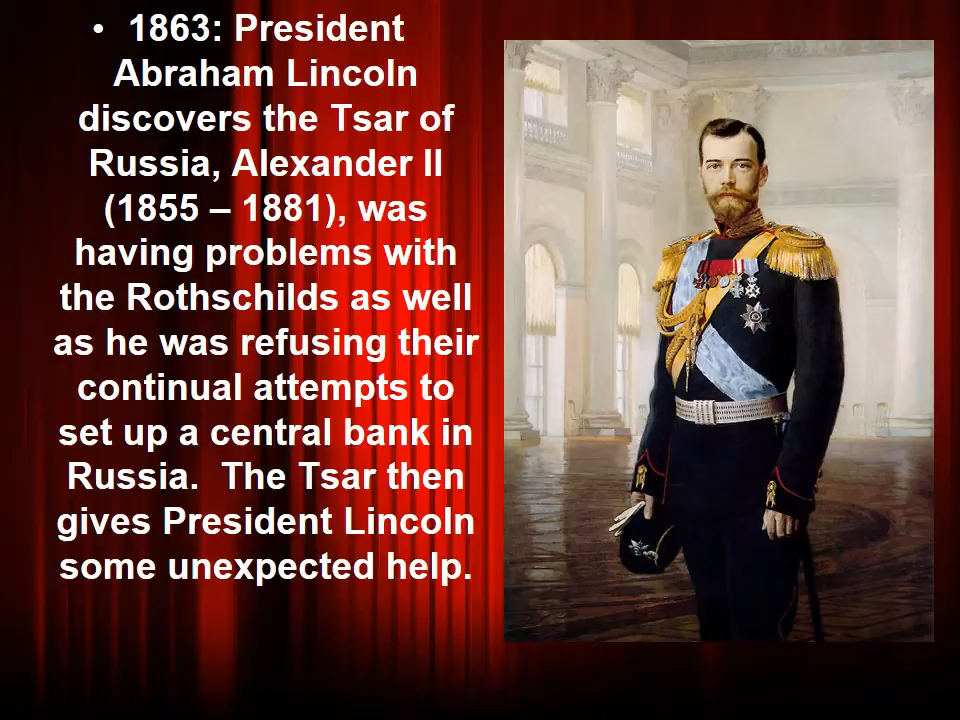 • 1863: President
Abraham Lincoln
discovers the Tsar of
Russia, Alexander II
(1855 – 1881), was
having problems with
the Rothschilds as well
as he was refusing their
continual attempts to
set up a central bank in
Russia.  The Tsar then
gives President Lincoln
some unexpected help.